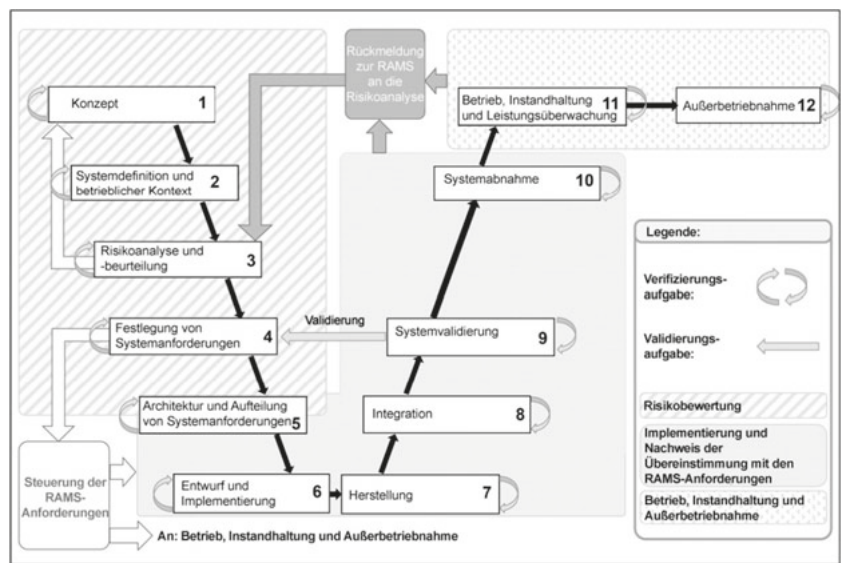 Rückmeldung
zur RAMS
an die
Risikoanalyse
Konzept 1
Systemdefinition und
betrieblicher Kontext 2
Risikoanalyse und
-beurteilung 3
Festlegung von
Systemanforderungen 4
Validierung
Architektur und Aufteilung
von Systemanforderungen 5
Entwurf und
Implementierung 6
Herstellung 7
Integration 8
Systemvalidierung 9
Systemabnahme 10
Betrieb, Instandhaltung
und Leistungsüberwachung 11
Außerbetriebnahme 12
Steuerung der
RAMS-
Anforderungen
An: Betrieb, Instandhaltung und Außerbetriebnahme
Legende:
Verifizierungs-
aufgabe:
Validierungs-
aufgabe:
Risikobewertung
Implementierung und
Nachweis der
Übereinstimmung mit den
RAMS-Anforderungen
Betrieb, Instandhaltung und
Außerbetriebnahme